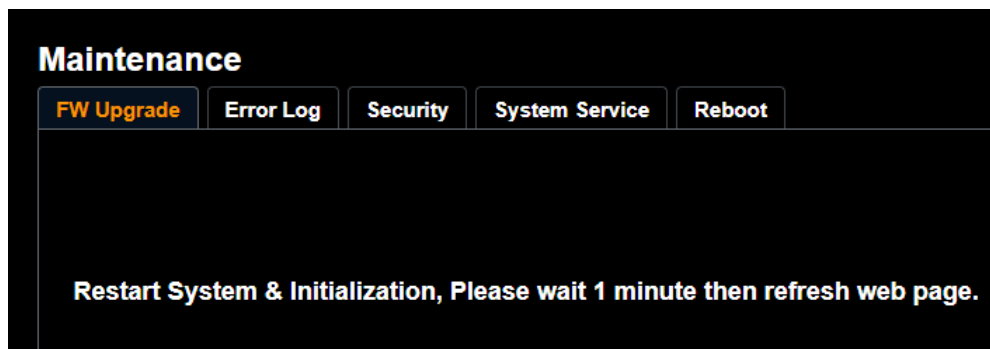 Maintenance
FW Upgrade Error Log Security System Service Reboot
Restart System & Initialization, Please wait 1 minute then refresh web page.